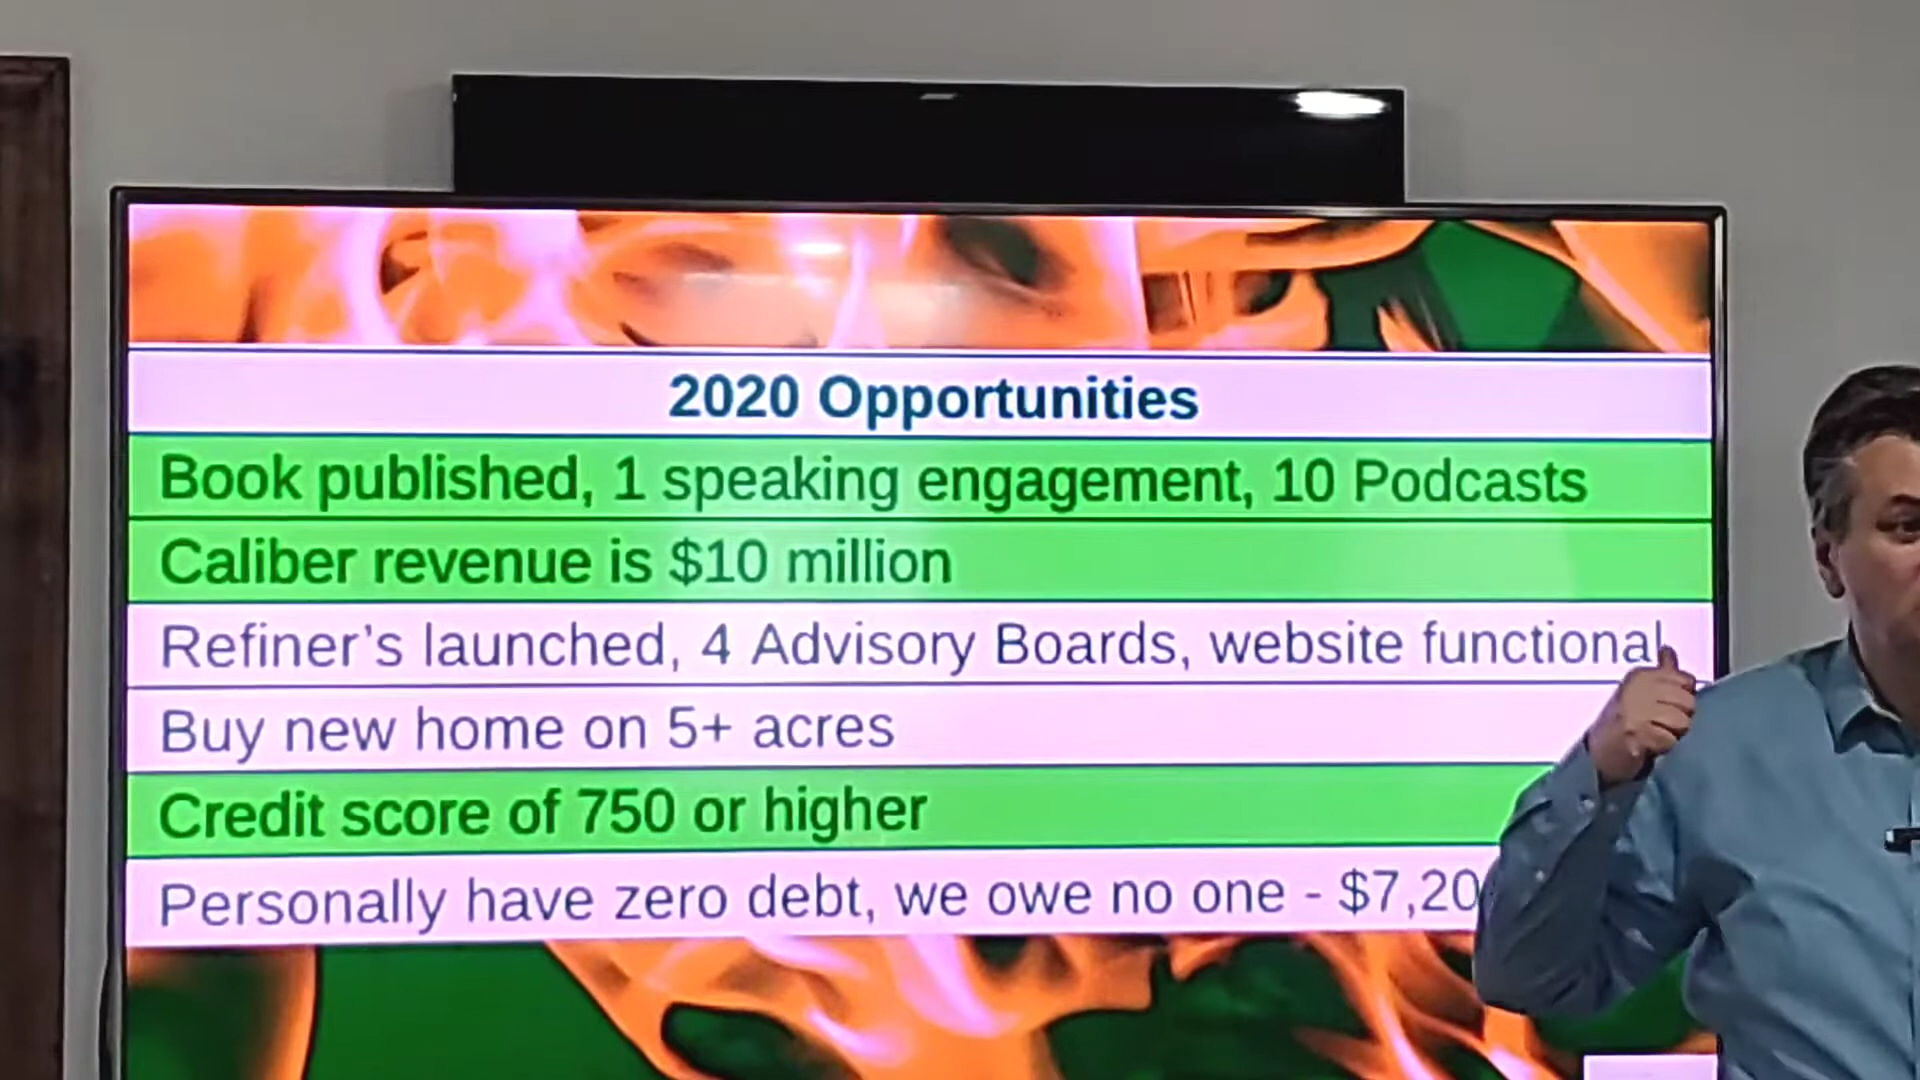 2020 Opportunities
Book published, 1 speaking engagement, 10 Podcasts
Caliber revenue is $10 million
Refiner’s launched, 4 Advisory Boards, website functional
Buy new home on 5+ acres
Credit score of 750 or higher
Personally have zero debt, we owe no one - $7,20